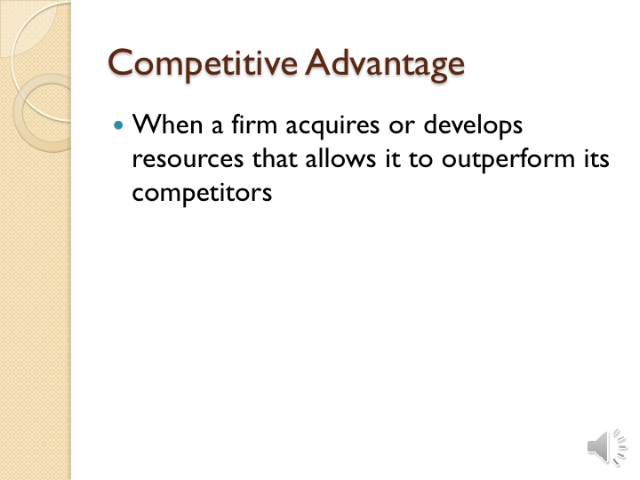 Competitive Advantage
When a firm acquires or develops
resources that allows it to outperform its
competitors